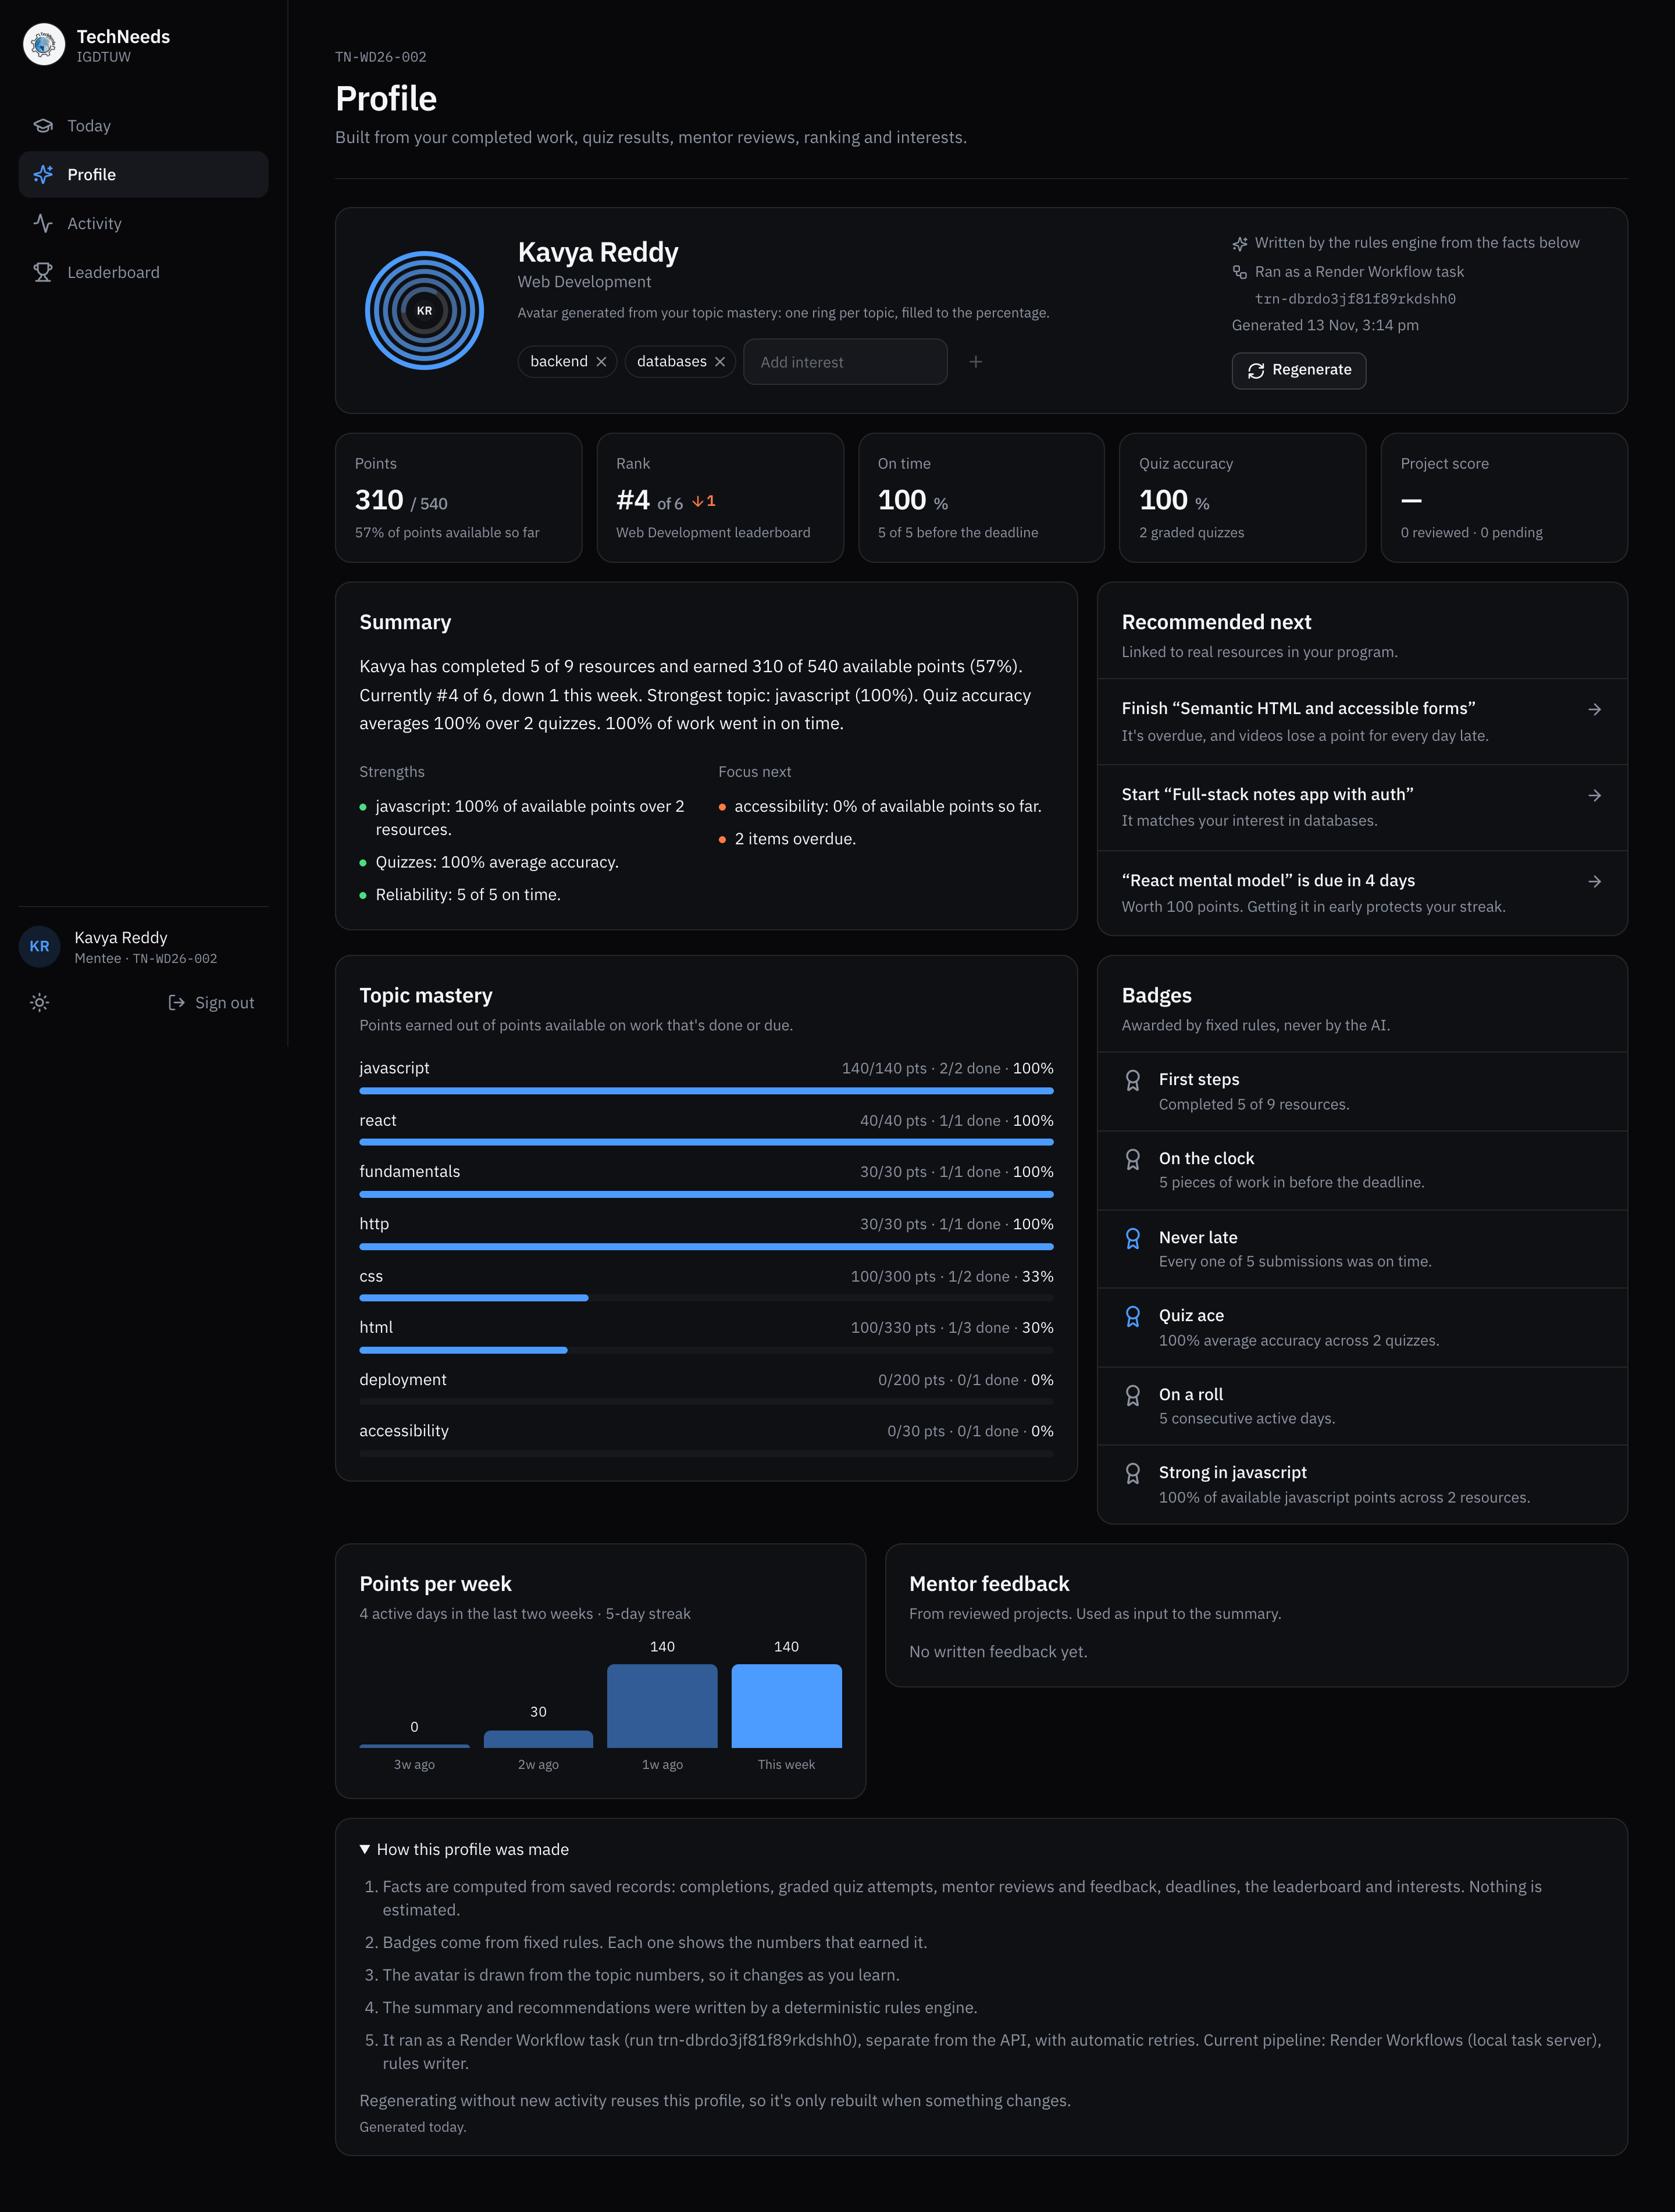 TechNeeds
IGDTUW
Today
Profile
Activity
Leaderboard
Kavya Reddy
KR
Mentee · TN-WD26-002
Sign out
TN-WD26-002
Profile
Built from your completed work, quiz results, mentor reviews, ranking and interests.
KR
Kavya Reddy
Web Development
Avatar generated from your topic mastery: one ring per topic, filled to the percentage.
backend
databases
Add interest
Written by the rules engine from the facts below
Ran as a Render Workflow task
trn-dbrdo3jf81f89rkdshh0
Generated 13 Nov, 3:14 pm
Regenerate
Points
310 / 540
57% of points available so far
Rank
#4 of 6 ↓1
Web Development leaderboard
On time
100 %
5 of 5 before the deadline
Quiz accuracy
100 %
2 graded quizzes
Project score
—
0 reviewed · 0 pending
Summary
Kavya has completed 5 of 9 resources and earned 310 of 540 available points (57%).
Currently #4 of 6, down 1 this week. Strongest topic: javascript (100%). Quiz accuracy
averages 100% over 2 quizzes. 100% of work went in on time.
Strengths
javascript: 100% of available points over 2
resources.
Quizzes: 100% average accuracy.
Reliability: 5 of 5 on time.
Focus next
accessibility: 0% of available points so far.
2 items overdue.
Recommended next
Linked to real resources in your program.
Finish “Semantic HTML and accessible forms”
It's overdue, and videos lose a point for every day late.
Start “Full-stack notes app with auth”
It matches your interest in databases.
“React mental model” is due in 4 days
Worth 100 points. Getting it in early protects your streak.
Topic mastery
Points earned out of points available on work that's done or due.
javascript 140/140 pts · 2/2 done · 100%
react 40/40 pts · 1/1 done · 100%
fundamentals 30/30 pts · 1/1 done · 100%
http 30/30 pts · 1/1 done · 100%
css 100/300 pts · 1/2 done · 33%
html 100/330 pts · 1/3 done · 30%
deployment 0/200 pts · 0/1 done · 0%
accessibility 0/30 pts · 0/1 done · 0%
Badges
Awarded by fixed rules, never by the AI.
First steps
Completed 5 of 9 resources.
On the clock
5 pieces of work in before the deadline.
Never late
Every one of 5 submissions was on time.
Quiz ace
100% average accuracy across 2 quizzes.
On a roll
5 consecutive active days.
Strong in javascript
100% of available javascript points across 2 resources.
Points per week
4 active days in the last two weeks · 5-day streak
0 30 140 140
3w ago 2w ago 1w ago This week
Mentor feedback
From reviewed projects. Used as input to the summary.
No written feedback yet.
▼ How this profile was made
1. Facts are computed from saved records: completions, graded quiz attempts, mentor reviews and feedback, deadlines, the leaderboard and interests. Nothing is
estimated.
2. Badges come from fixed rules. Each one shows the numbers that earned it.
3. The avatar is drawn from the topic numbers, so it changes as you learn.
4. The summary and recommendations were written by a deterministic rules engine.
5. It ran as a Render Workflow task (run trn-dbrdo3jf81f89rkdshh0), separate from the API, with automatic retries. Current pipeline: Render Workflows (local task server),
rules writer.
Regenerating without new activity reuses this profile, so it's only rebuilt when something changes.
Generated today.